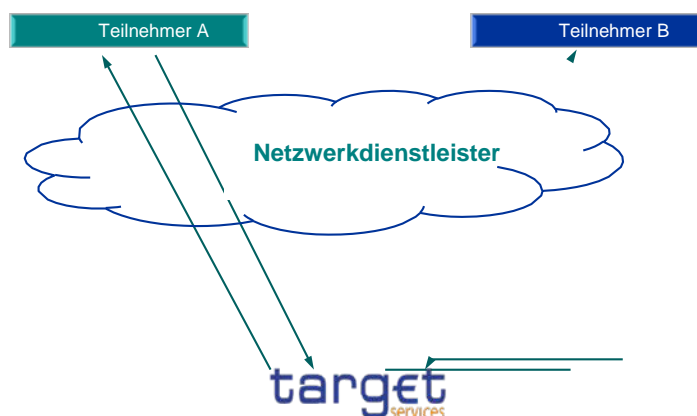 Teilnehmer A
Teilnehmer B
Netzwerkdienstleister
target
services